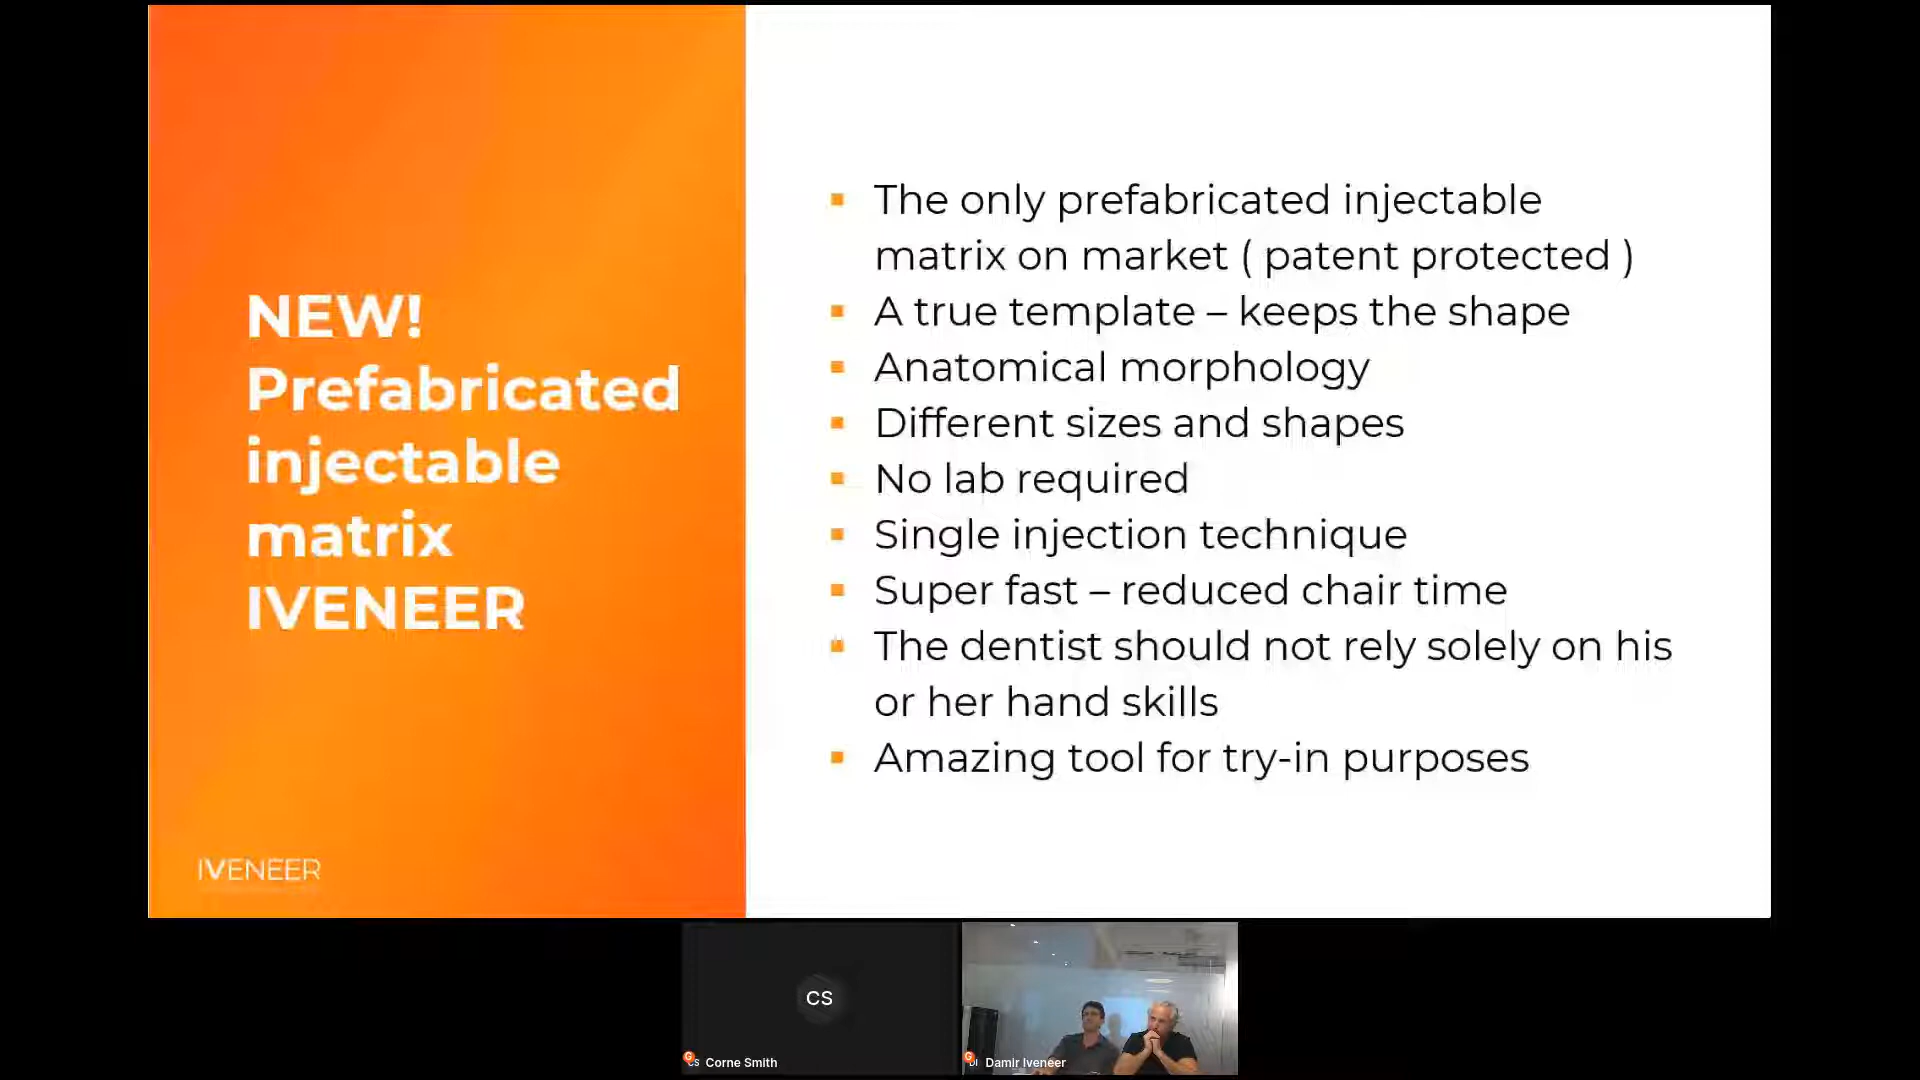 NEW!
Prefabricated
injectable
matrix
IVENEER
IVENEER
The only prefabricated injectable
matrix on market ( patent protected )
A true template – keeps the shape
Anatomical morphology
Different sizes and shapes
No lab required
Single injection technique
Super fast – reduced chair time
The dentist should not rely solely on his
or her hand skills
Amazing tool for try-in purposes
CS
G CS Corne Smith
G DI Damir Iveneer